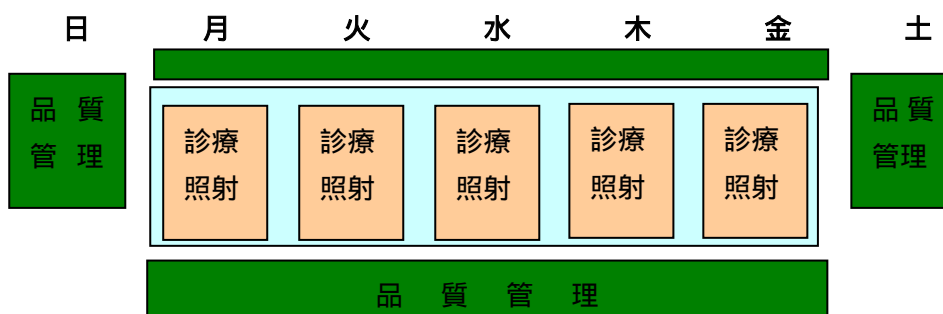 日 月 火 水 木 金 土
品 質
管 理
診療
照射
診療
照射
診療
照射
診療
照射
診療
照射
品 質
管理
品 質 管 理